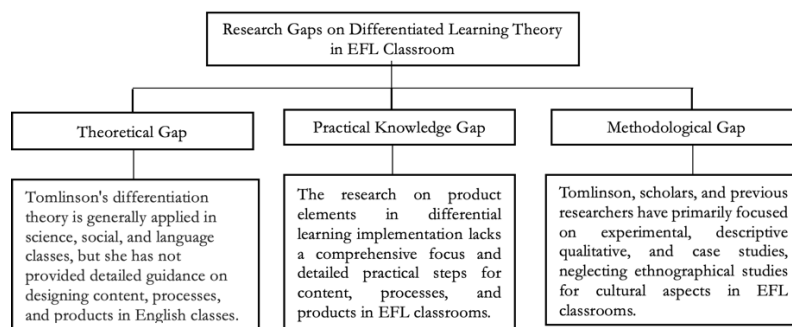 Research Gaps on Differentiated Learning Theory
in EFL Classroom
Theoretical Gap
Practical Knowledge Gap
Methodological Gap
Tomlinson's differentiation
theory is generally applied in
science, social, and language
classes, but she has not
provided detailed guidance on
designing content, processes,
and products in English classes.
The research on product
elements in differential
learning implementation lacks
a comprehensive focus and
detailed practical steps for
content, processes, and
products in EFL classrooms.
Tomlinson, scholars, and previous
researchers have primarily focused
on experimental, descriptive
qualitative, and case studies,
neglecting ethnographical studies
for cultural aspects in EFL
classrooms.